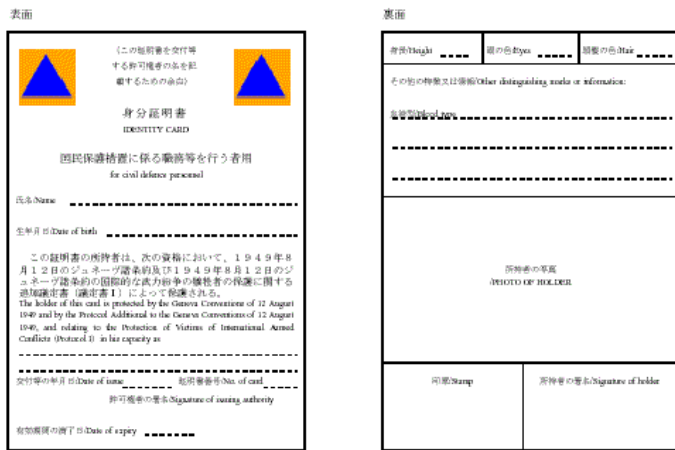 表面
(この証明書を交付等
する許可権者の名を記
載するための余白)
身分証明書
IDENTITY CARD
国民保護措置に係る職務等を行う者用
for civil defence personnel
氏名/Name
生年月日/Date of birth
この証明書の所持者は、次の資格において、1949年8
月12日のジュネーヴ諸条約及び1949年8月12日のジ
ュネーヴ諸条約の国際的な武力紛争の犠牲者の保護に関する
追加議定書(議定書I)によって保護される。
The holder of this card is protected by the Geneva Conventions of 12 August
1949 and by the Protocol Additional to the Geneva Conventions of 12 August
1949, and relating to the Protection of Victims of International Armed
Conflicts (Protocol I) in his capacity as
交付等の年月日/Date of issue 証明書番号/No. of card
許可権者の署名/Signature of issuing authority
有効期間の満了日/Date of expiry
裏面
身長/Height 眼の色/Eyes 頭髪の色/Hair
その他の特徴又は情報/Other distinguishing marks or information:
血液型/Blood type
所持者の写真
/PHOTO OF HOLDER
印章/Stamp 所持者の署名/Signature of holder